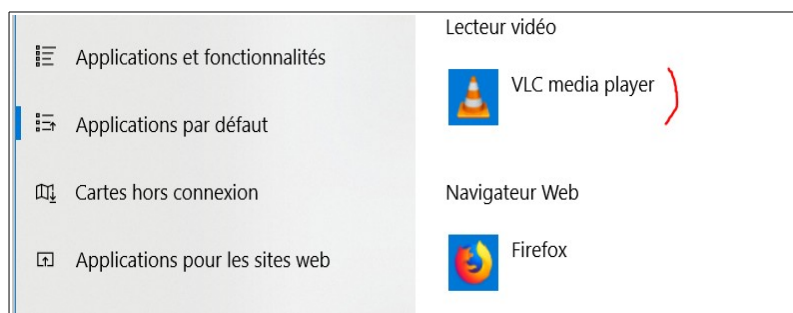 Applications et fonctionnalités
Applications par défaut
Cartes hors connexion
Applications pour les sites web
Lecteur vidéo
VLC media player
Navigateur Web
Firefox